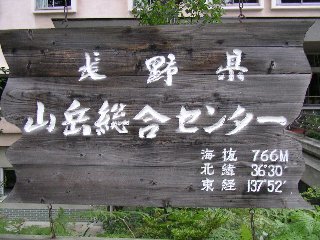 長野県
山岳総合センター
海抜 766M
北緯 36°30′
東経 137°52′